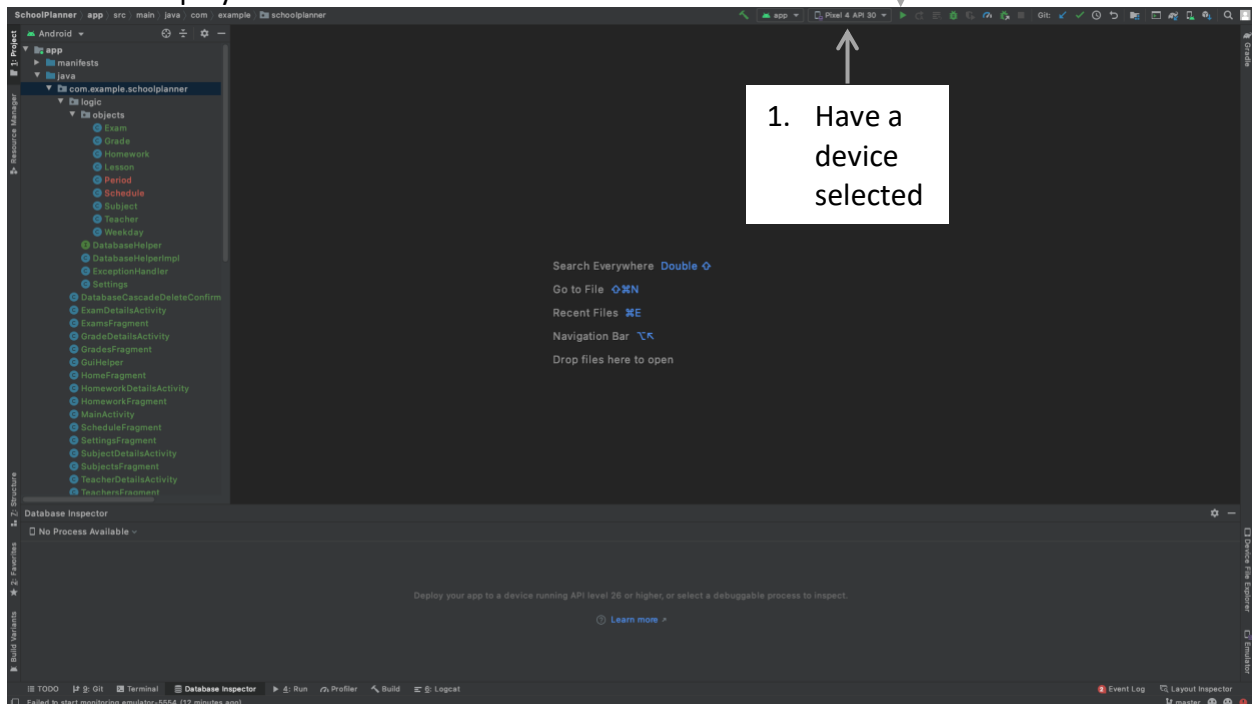 SchoolPlanner app src main java com example schoolplanner app Pixel 4 API 30 Git:
1: Project
Android
app
manifests
java
com.example.schoolplanner
logic
objects
Exam
Grade
Homework
Lesson
Period
Schedule
Subject
Teacher
Weekday
DatabaseHelper
DatabaseHelperImpl
ExceptionHandler
Settings
DatabaseCascadeDeleteConfirm
ExamDetailsActivity
ExamsFragment
GradeDetailsActivity
GradesFragment
GuiHelper
HomeFragment
HomeworkDetailsActivity
HomeworkFragment
MainActivity
ScheduleFragment
SettingsFragment
SubjectDetailsActivity
SubjectsFragment
TeacherDetailsActivity
TeachersFragment
Resource Manager
Z: Structure
2: Favorites
Build Variants
1. Have a
device
selected
Search Everywhere Double ⇧
Go to File ⇧⌘N
Recent Files ⌘E
Navigation Bar ⌥↖
Drop files here to open
Gradle
Database Inspector
No Process Available
Deploy your app to a device running API level 26 or higher, or select a debuggable process to inspect.
Learn more ↗
Device File Explorer
Emulator
TODO 9: Git Terminal Database Inspector 4: Run Profiler Build 6: Logcat 2 Event Log Layout Inspector
Failed to start monitoring emulator-5554 (12 minutes ago) master